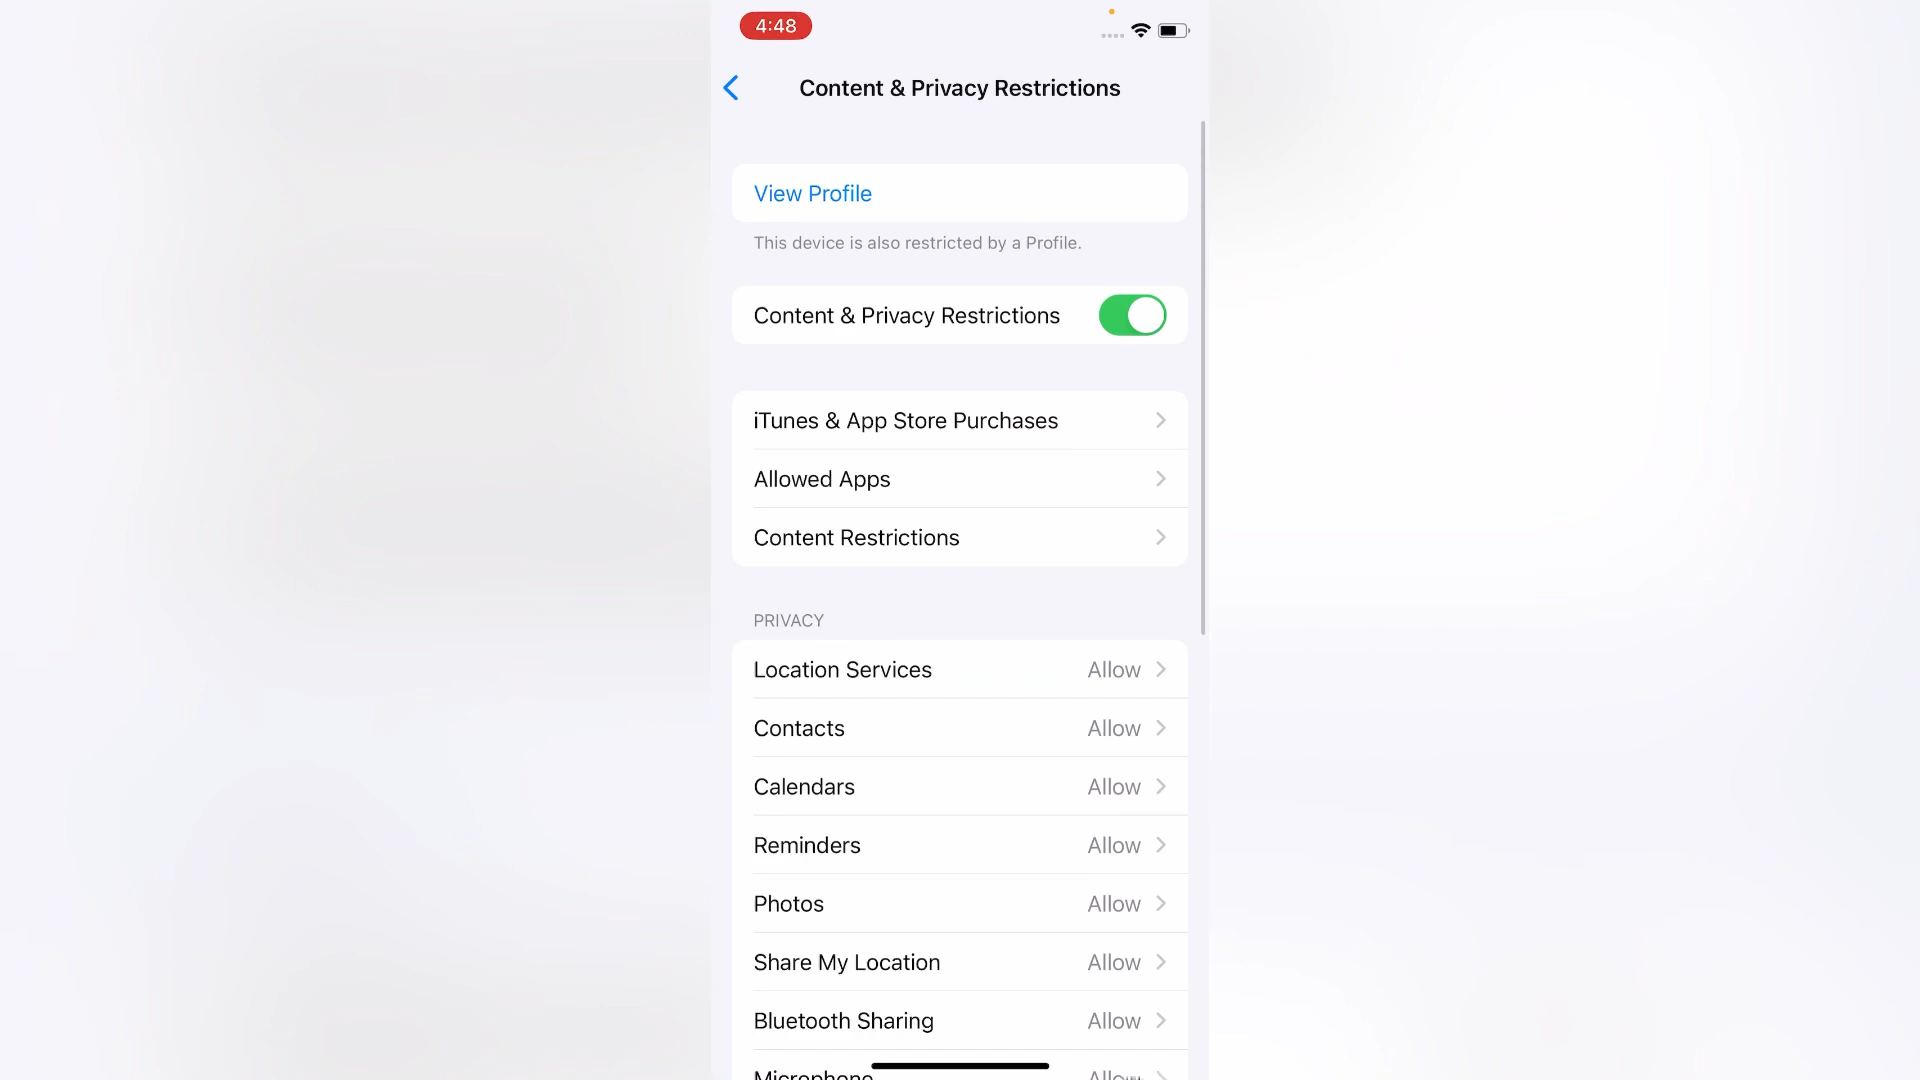 4:48
Content & Privacy Restrictions
View Profile
This device is also restricted by a Profile.
Content & Privacy Restrictions
iTunes & App Store Purchases
Allowed Apps
Content Restrictions
PRIVACY
Location Services Allow
Contacts Allow
Calendars Allow
Reminders Allow
Photos Allow
Share My Location Allow
Bluetooth Sharing Allow
Microphone Allow